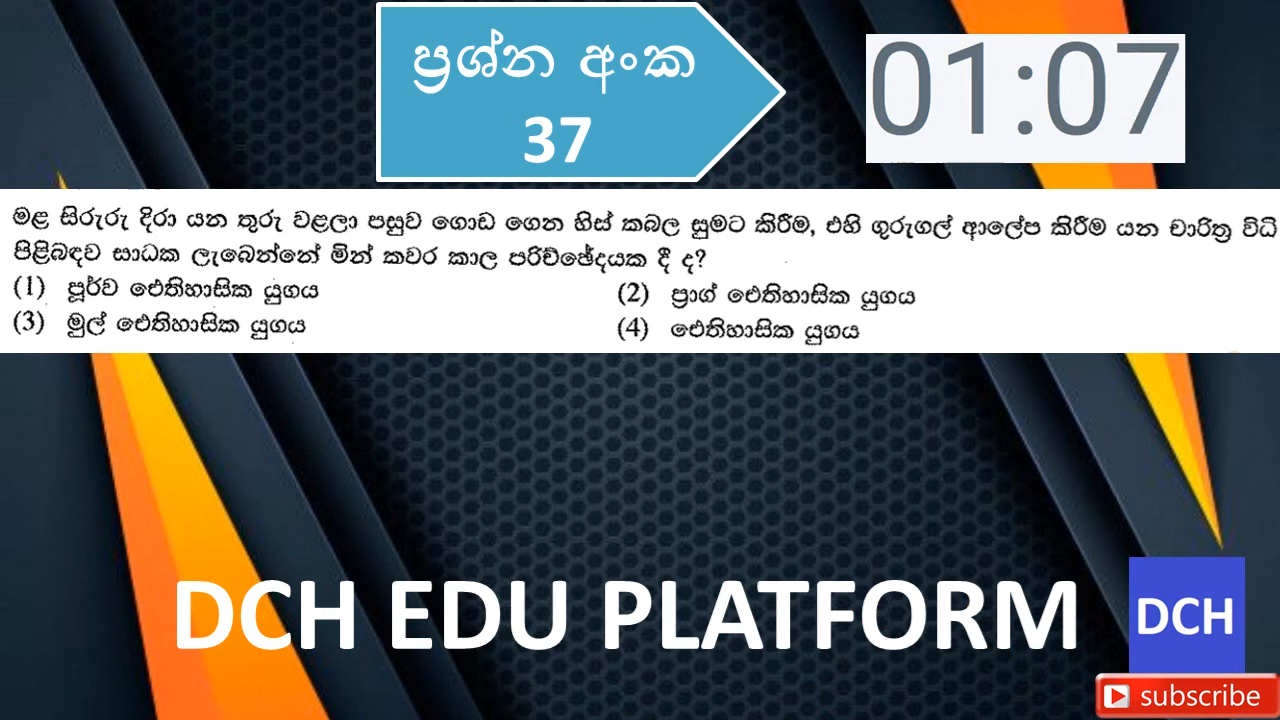 ප්‍රශ්න අංක
37
01:07
මළ සිරුරු දිරා යන තුරු වළලා පසුව ගොඩ ගෙන හිස් කබල සුමට කිරීම, එහි ගුරුගල් ආලේප කිරීම යන චාරිත්‍ර විධි
පිළිබඳව සාධක ලැබෙන්නේ මින් කවර කාල පරිච්ඡේදයක දී ද?
(1) පූර්ව ඓතිහාසික යුගය (2) ප්‍රාග් ඓතිහාසික යුගය
(3) මුල් ඓතිහාසික යුගය (4) ඓතිහාසික යුගය
DCH EDU PLATFORM
DCH
subscribe